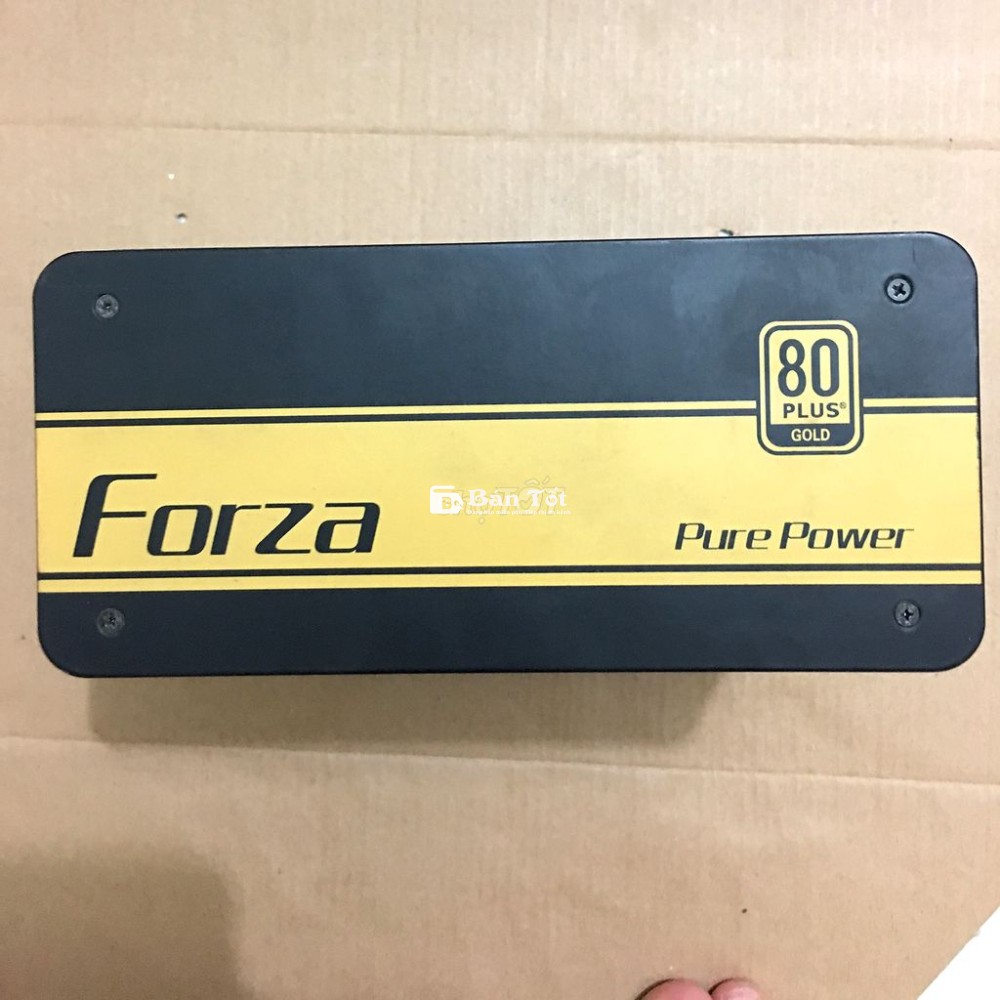 80
PLUS®
GOLD
Forza
Bán Tốt
Pure Power